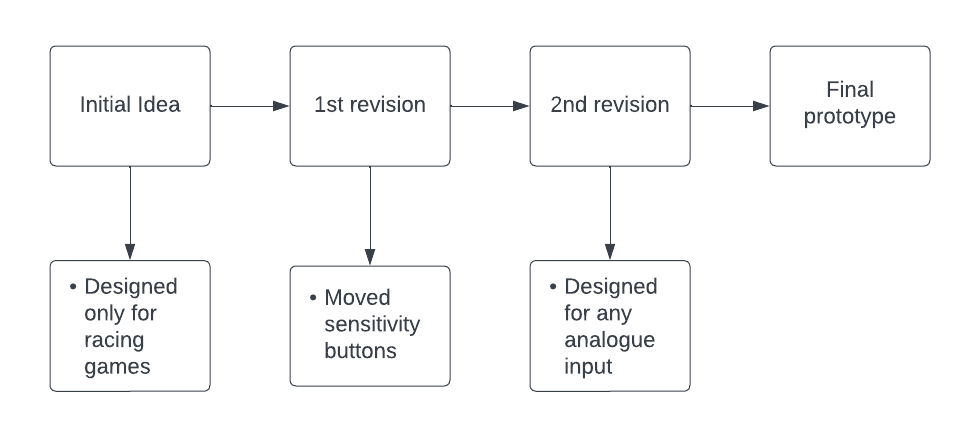 Initial Idea
1st revision
2nd revision
Final
prototype
• Designed
only for
racing
games
• Moved
sensitivity
buttons
• Designed
for any
analogue
input